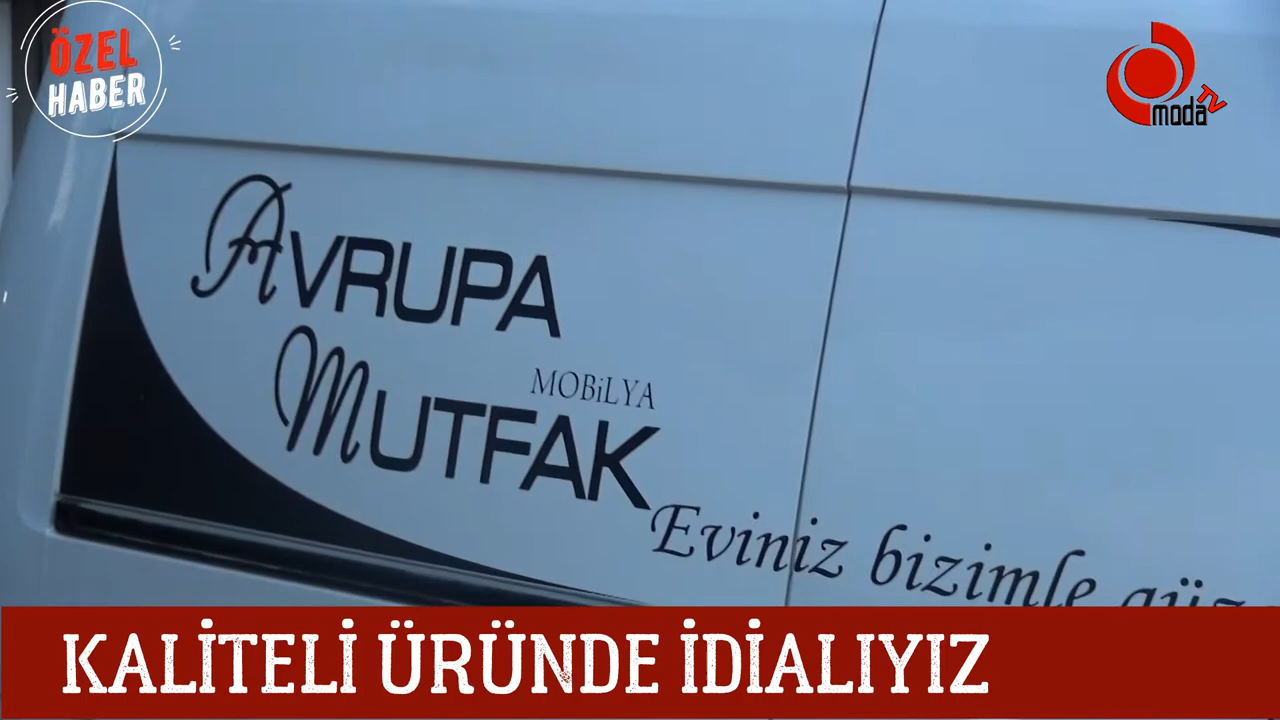 ÖZEL
HABER
moda TV
AVRUPA
MOBiLYA
MUTFAK
Eviniz bizimle
KALİTELİ ÜRÜNDE İDİALIYIZ